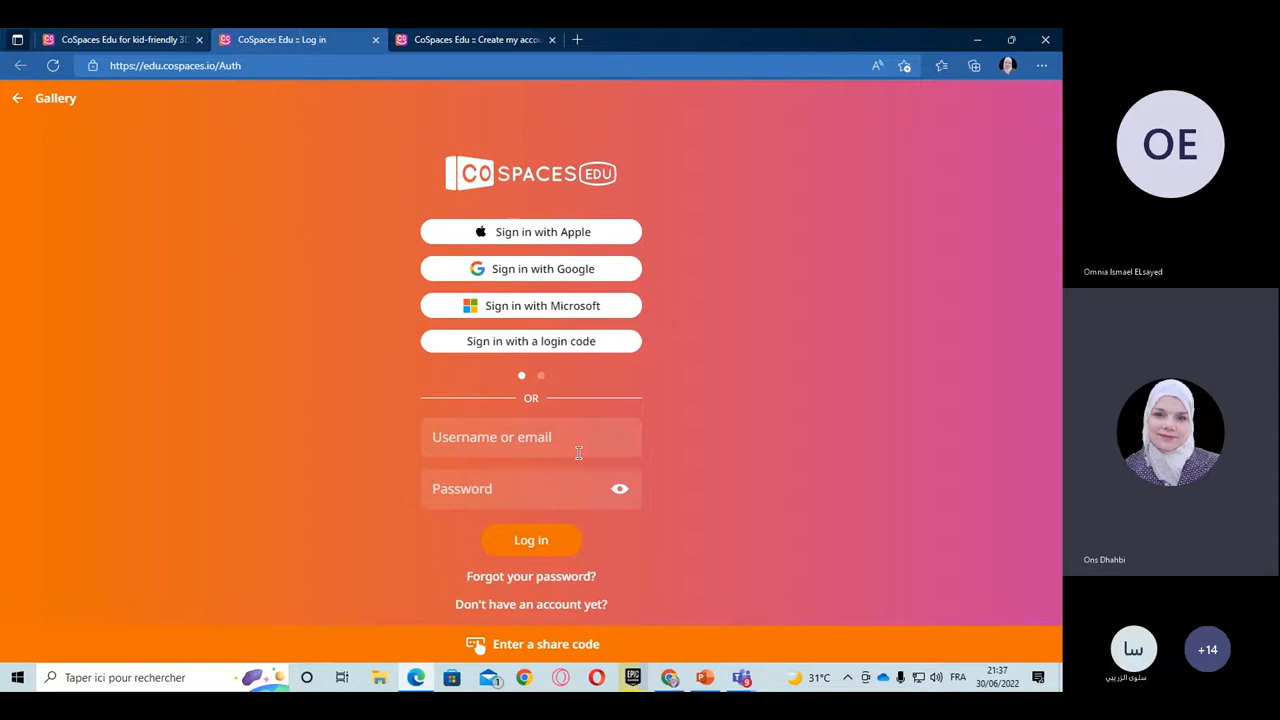 CoSpaces Edu for kid-friendly 3D
CoSpaces Edu :: Log in
CoSpaces Edu :: Create my accou
https://edu.cospaces.io/Auth
Gallery
CO SPACES EDU
Sign in with Apple
Sign in with Google
Sign in with Microsoft
Sign in with a login code
OR
Username or email
Password
Log in
Forgot your password?
Don't have an account yet?
Enter a share code
Taper ici pour rechercher
EPIC
31°C
FRA
21:37
30/06/2022
OE
Omnia Ismael ELsayed
Ons Dhahbi
سا
+14
سلوى الزريبي